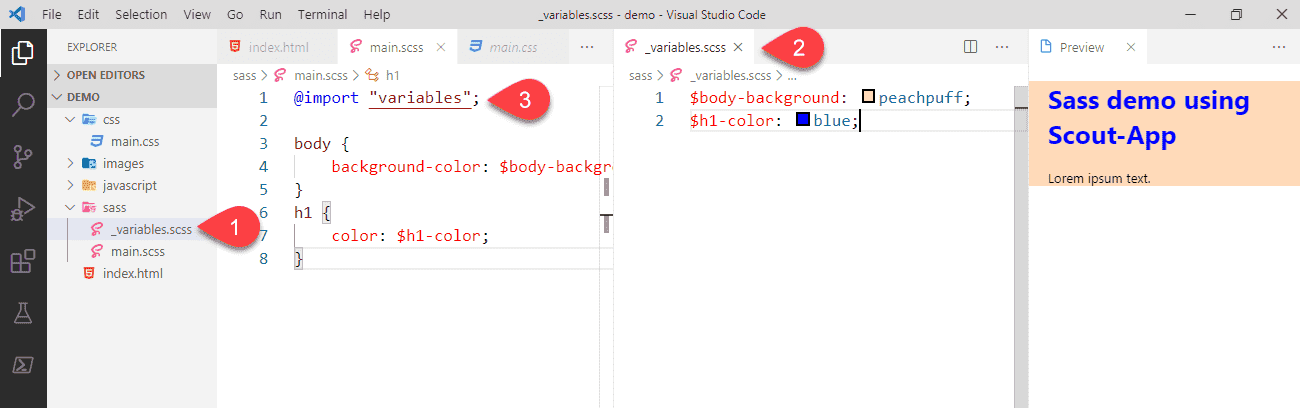 File Edit Selection View Go Run Terminal Help _variables.scss - demo - Visual Studio Code
EXPLORER
OPEN EDITORS
DEMO
css
main.css
images
javascript
sass
_variables.scss
main.scss
index.html
1
index.html main.scss main.css ...
sass > main.scss > h1
1 @import "variables";
2
3 body {
4 background-color: $body-backgr
5 }
6 h1 {
7 color: $h1-color;
8 }
3
_variables.scss
2
sass > _variables.scss > ...
1 $body-background: peachpuff;
2 $h1-color: blue;
Preview
Sass demo using
Scout-App
Lorem ipsum text.